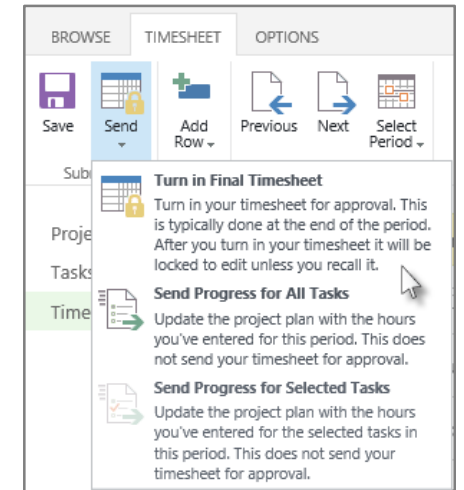 BROWSE TIMESHEET OPTIONS
Save Send Add Row Previous Next Select Period
Turn in Final Timesheet
Turn in your timesheet for approval. This
is typically done at the end of the period.
After you turn in your timesheet it will be
locked to edit unless you recall it.
Send Progress for All Tasks
Update the project plan with the hours
you've entered for this period. This does
not send your timesheet for approval.
Send Progress for Selected Tasks
Update the project plan with the hours
you've entered for the selected tasks in
this period. This does not send your
timesheet for approval.
Subm
Proje
Tasks
Time